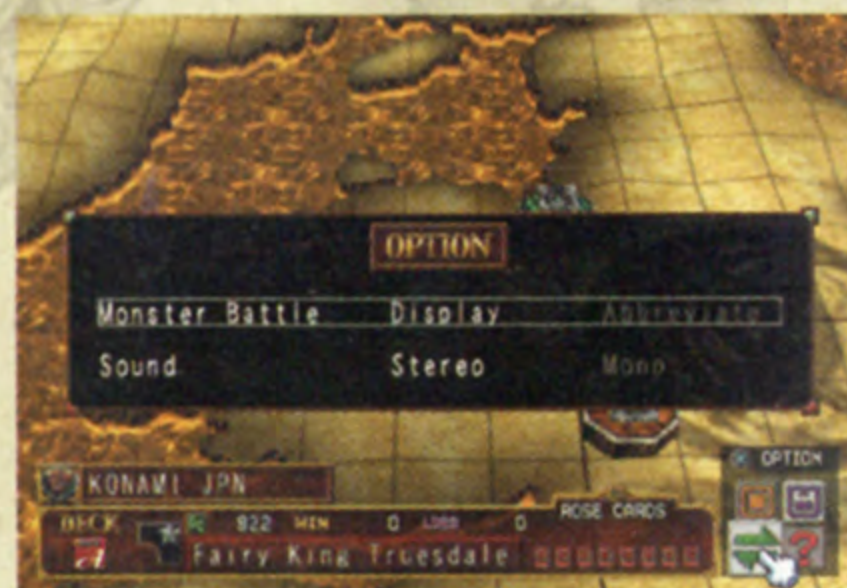 OPTION
Monster Battle Display Abbreviate
Sound Stereo Mono
OPTION
KONAMI JPN
DECK 922 WIN 0 LOSS 0 ROSE CARDS
Fairy King Truesdale
?